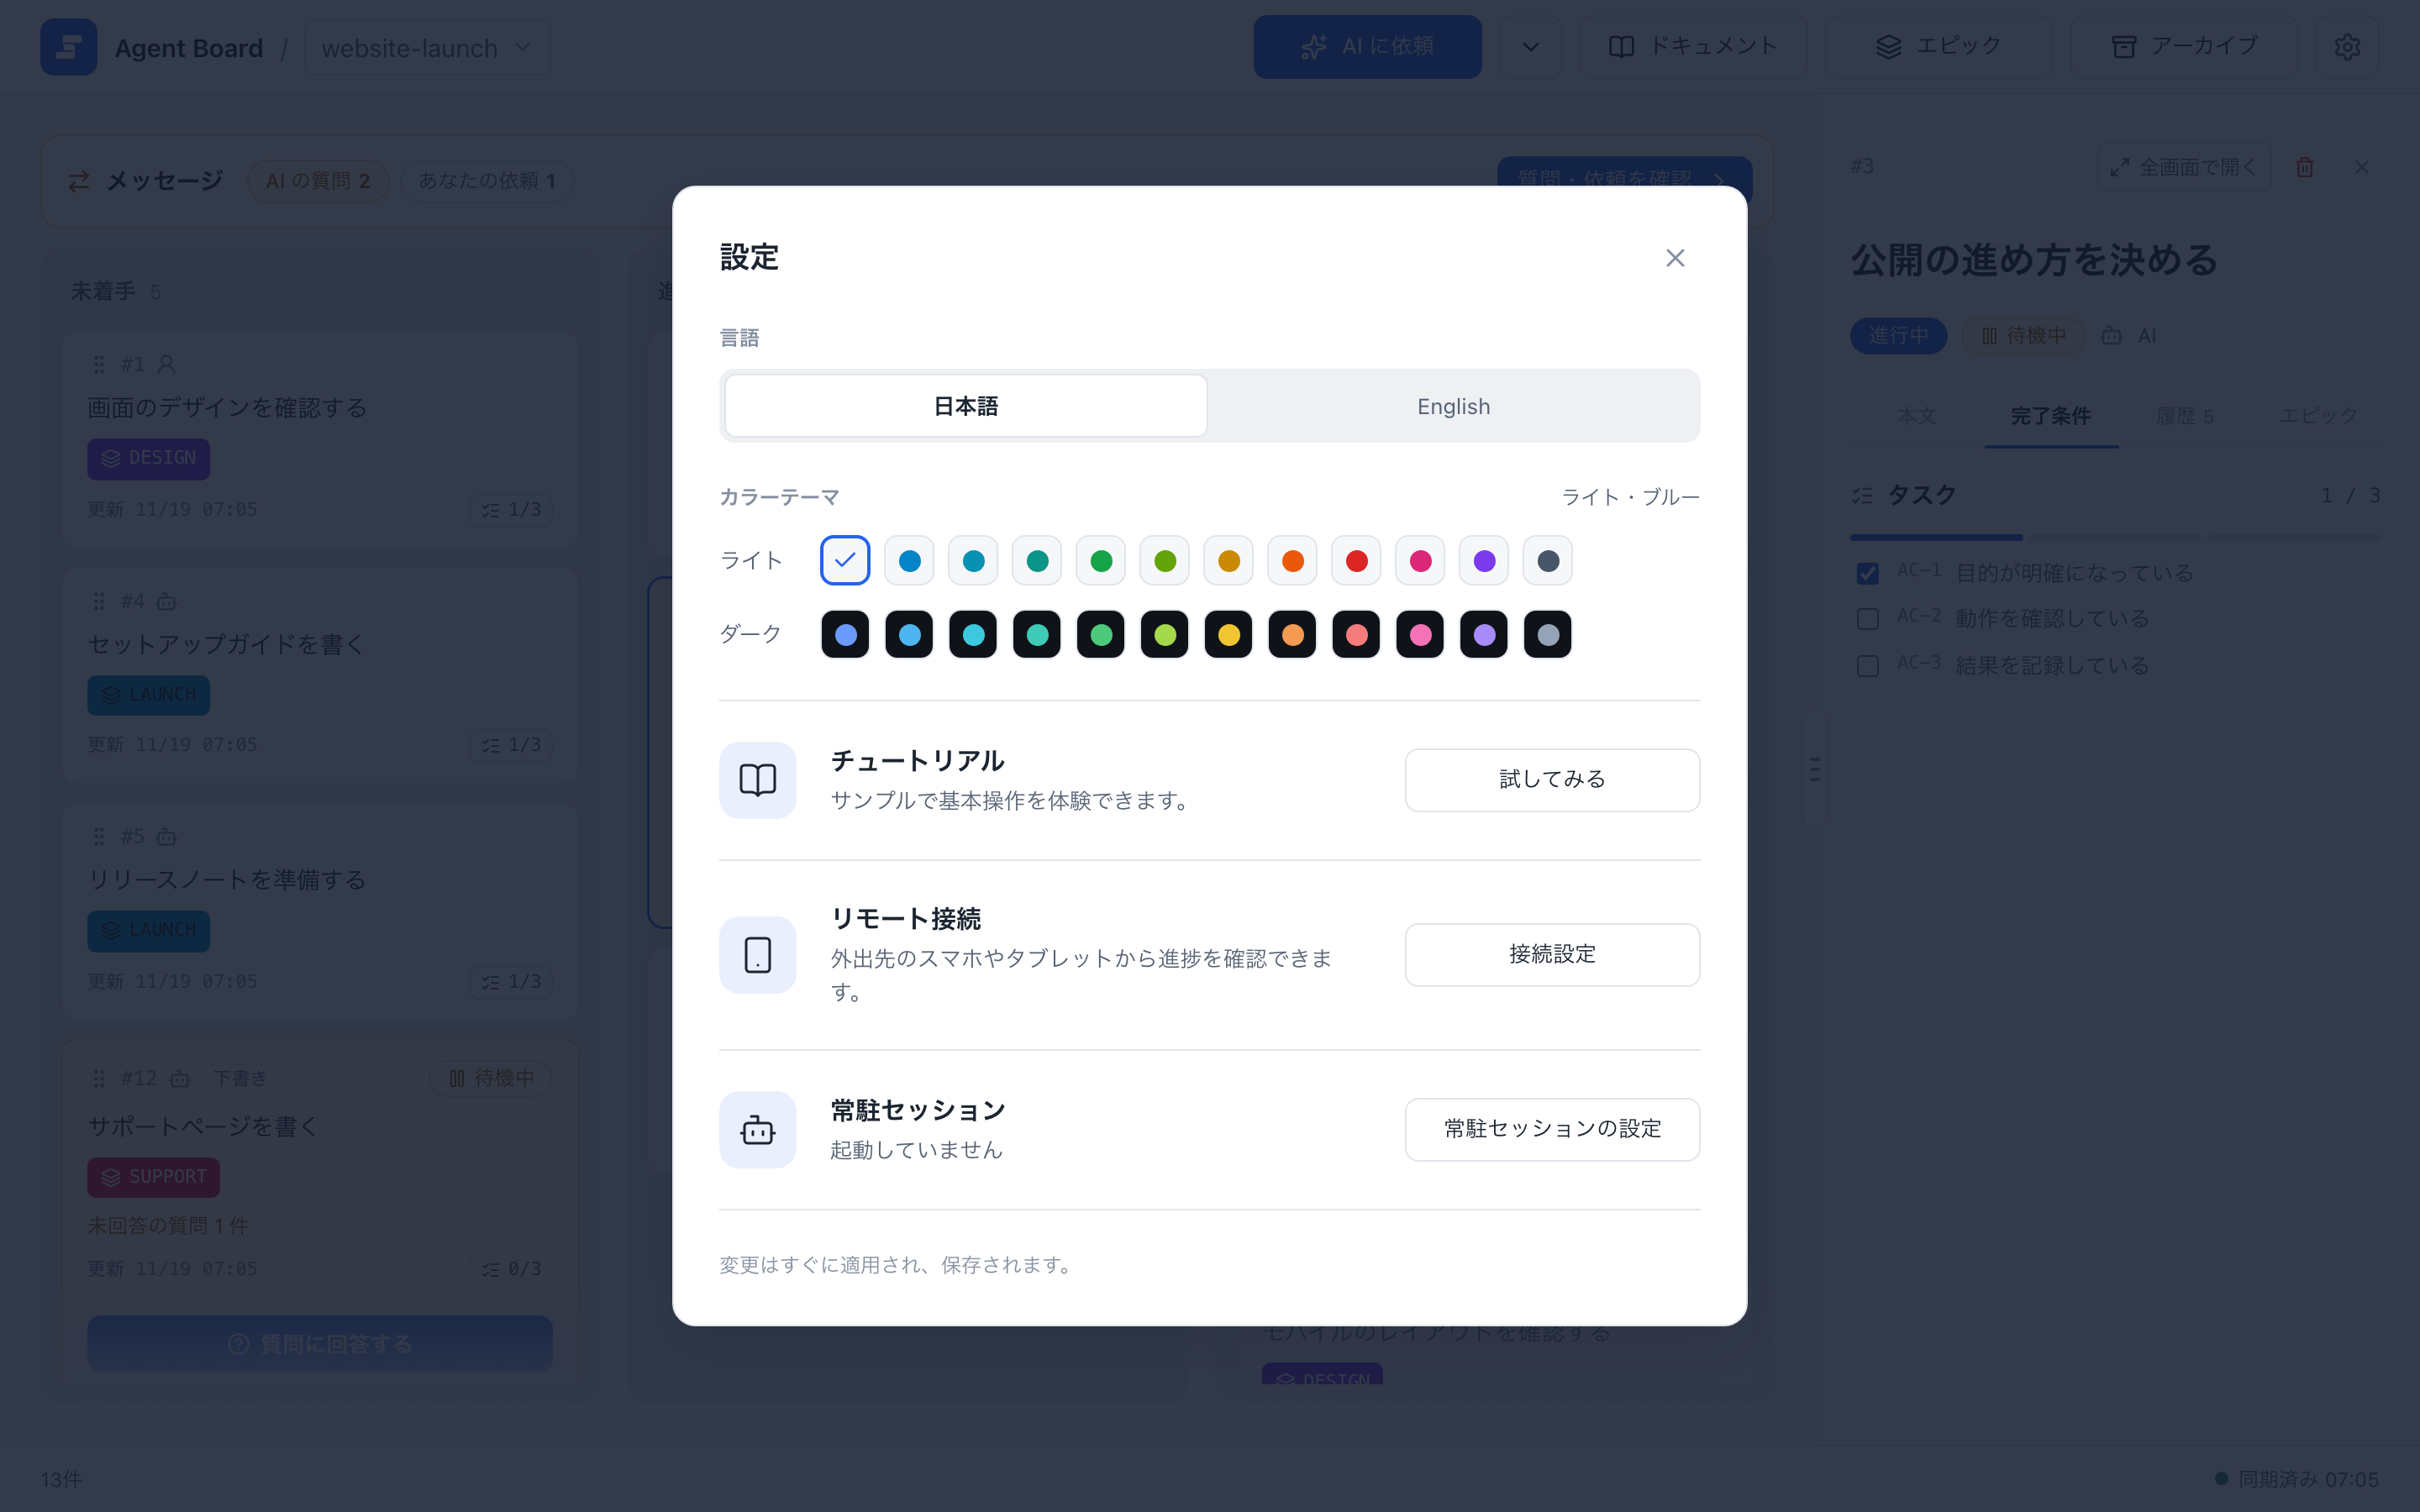 Agent Board / website-launch
AI に依頼
ドキュメント
エピック
アーカイブ
メッセージ
AI の質問 2
あなたの依頼 1
質問・依頼を確認
未着手 5
#1
画面のデザインを確認する
DESIGN
更新 11/19 07:05
1/3
#4
セットアップガイドを書く
LAUNCH
更新 11/19 07:05
1/3
#5
リリースノートを準備する
LAUNCH
更新 11/19 07:05
1/3
#12
下書き
待機中
サポートページを書く
SUPPORT
未回答の質問 1 件
更新 11/19 07:05
0/3
質問に回答する
設定
言語
日本語
English
カラーテーマ
ライト・ブルー
ライト
ダーク
チュートリアル
サンプルで基本操作を体験できます。
試してみる
リモート接続
外出先のスマホやタブレットから進捗を確認できま
す。
接続設定
常駐セッション
起動していません
常駐セッションの設定
変更はすぐに適用され、保存されます。
モバイルのレイアウトを確認する
DESIGN
#3
全画面で開く
公開の進め方を決める
進行中
待機中
AI
本文
完了条件
履歴 5
エピック
タスク
1 / 3
AC-1 目的が明確になっている
AC-2 動作を確認している
AC-3 結果を記録している
13件
同期済み 07:05